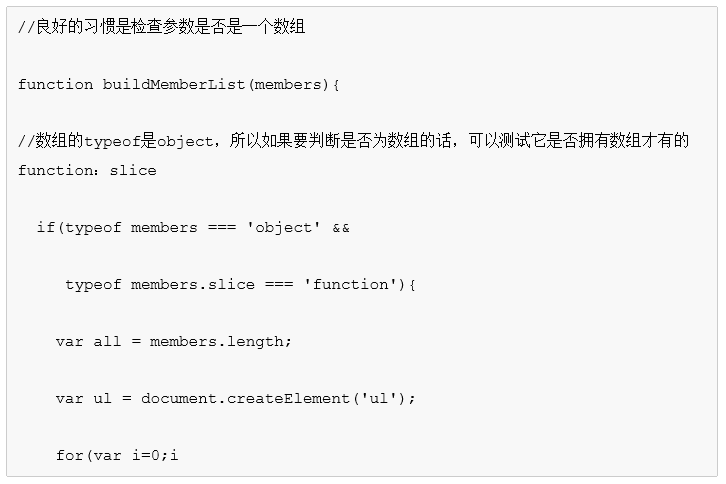 //良好的习惯是检查参数是否是一个数组
function buildMemberList(members){
//数组的typeof是object，所以如果要判断是否为数组的话，可以测试它是否拥有数组才有的
function：slice
  if(typeof members === 'object' &&
     typeof members.slice === 'function'){
    var all = members.length;
    var ul = document.createElement('ul');
    for(var i=0;i